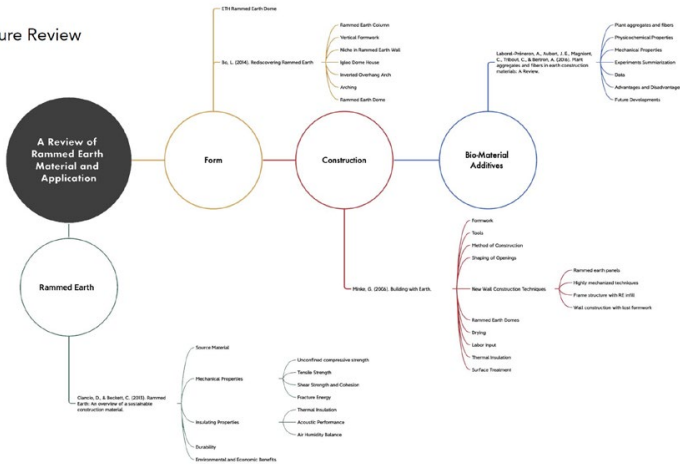 ure Review
ETH Rammed Earth Dome
Bo, L. (2014). Rediscovering Rammed Earth
Rammed Earth Column
Vertical Formwork
Niche in Rammed Earth Wall
Igloo Dome House
Inverted Overhang Arch
Arching
Rammed Earth Dome
Laborel-Préneron, A., Aubert, J. E., Magniont,
C., Tribout, C., & Bertron, A. (2016). Plant
aggregates and fibers in earth construction
materials: A Review.
Plant aggregates and fibers
Physicochemical Properties
Mechanical Properties
Experiments Summarisation
Data
Advantages and Disadvantage
Future Developments
A Review of
Rammed Earth
Material and
Application
Form
Construction
Bio-Material
Additives
Rammed Earth
Minke, G. (2006). Building with Earth.
Formwork
Tools
Method of Construction
Shaping of Openings
New Wall Construction Techniques
Rammed earth panels
Highly mechanized techniques
Frame structure with RE infill
Wall construction with lost formwork
Rammed Earth Domes
Drying
Labor input
Thermal Insulation
Surface Treatment
Ciancio, D., & Beckett, C. (2013). Rammed
Earth: An overview of a sustainable
construction material.
Source Material
Mechanical Properties
Unconfined compressive strength
Tensile Strength
Shear Strength and Cohesion
Fracture Energy
Insulating Properties
Thermal Insulation
Acoustic Performance
Air Humidity Balance
Durability
Environmental and Economic Benefits